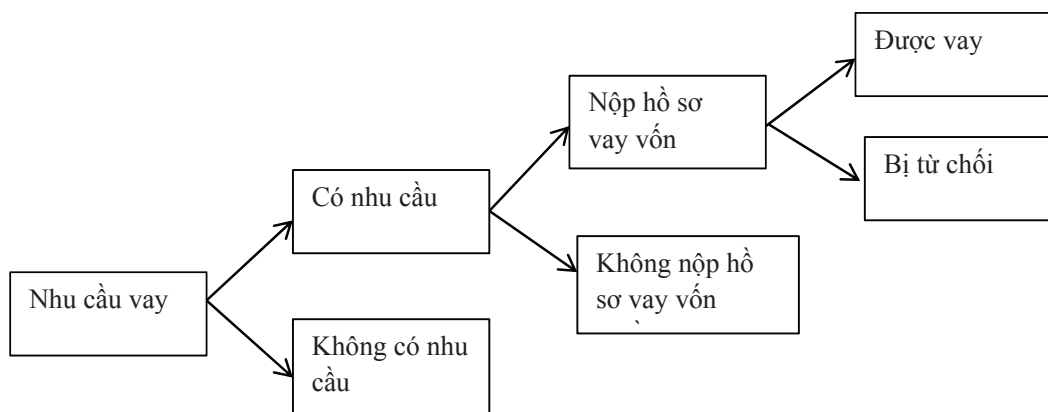 Được vay
Nộp hồ sơ
vay vốn
Bị từ chối
Có nhu cầu
Không nộp hồ
sơ vay vốn
Nhu cầu vay
Không có nhu
cầu